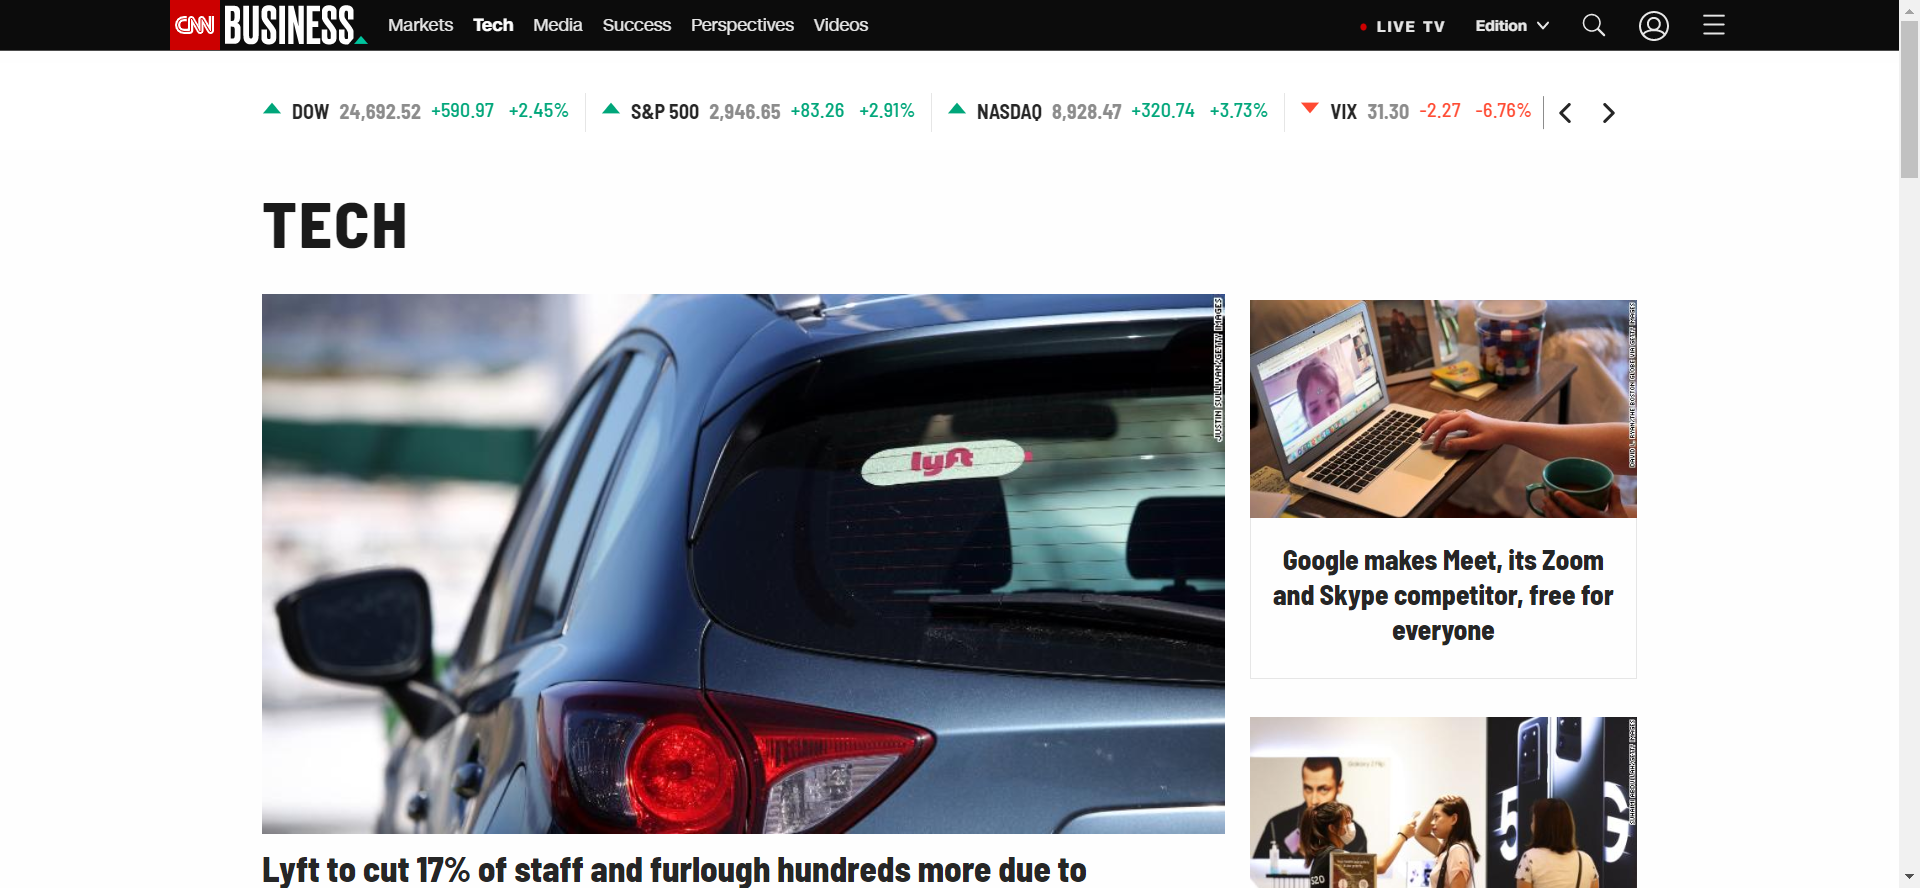 CNN BUSINESS Markets Tech Media Success Perspectives Videos LIVE TV Edition
DOW 24,692.52 +590.97 +2.45% S&P 500 2,946.65 +83.26 +2.91% NASDAQ 8,928.47 +320.74 +3.73% VIX 31.30 -2.27 -6.76%
TECH
JUSTIN SULLIVAN/GETTY IMAGES
lyft
Lyft to cut 17% of staff and furlough hundreds more due to
Google makes Meet, its Zoom
and Skype competitor, free for
everyone
5G
S20